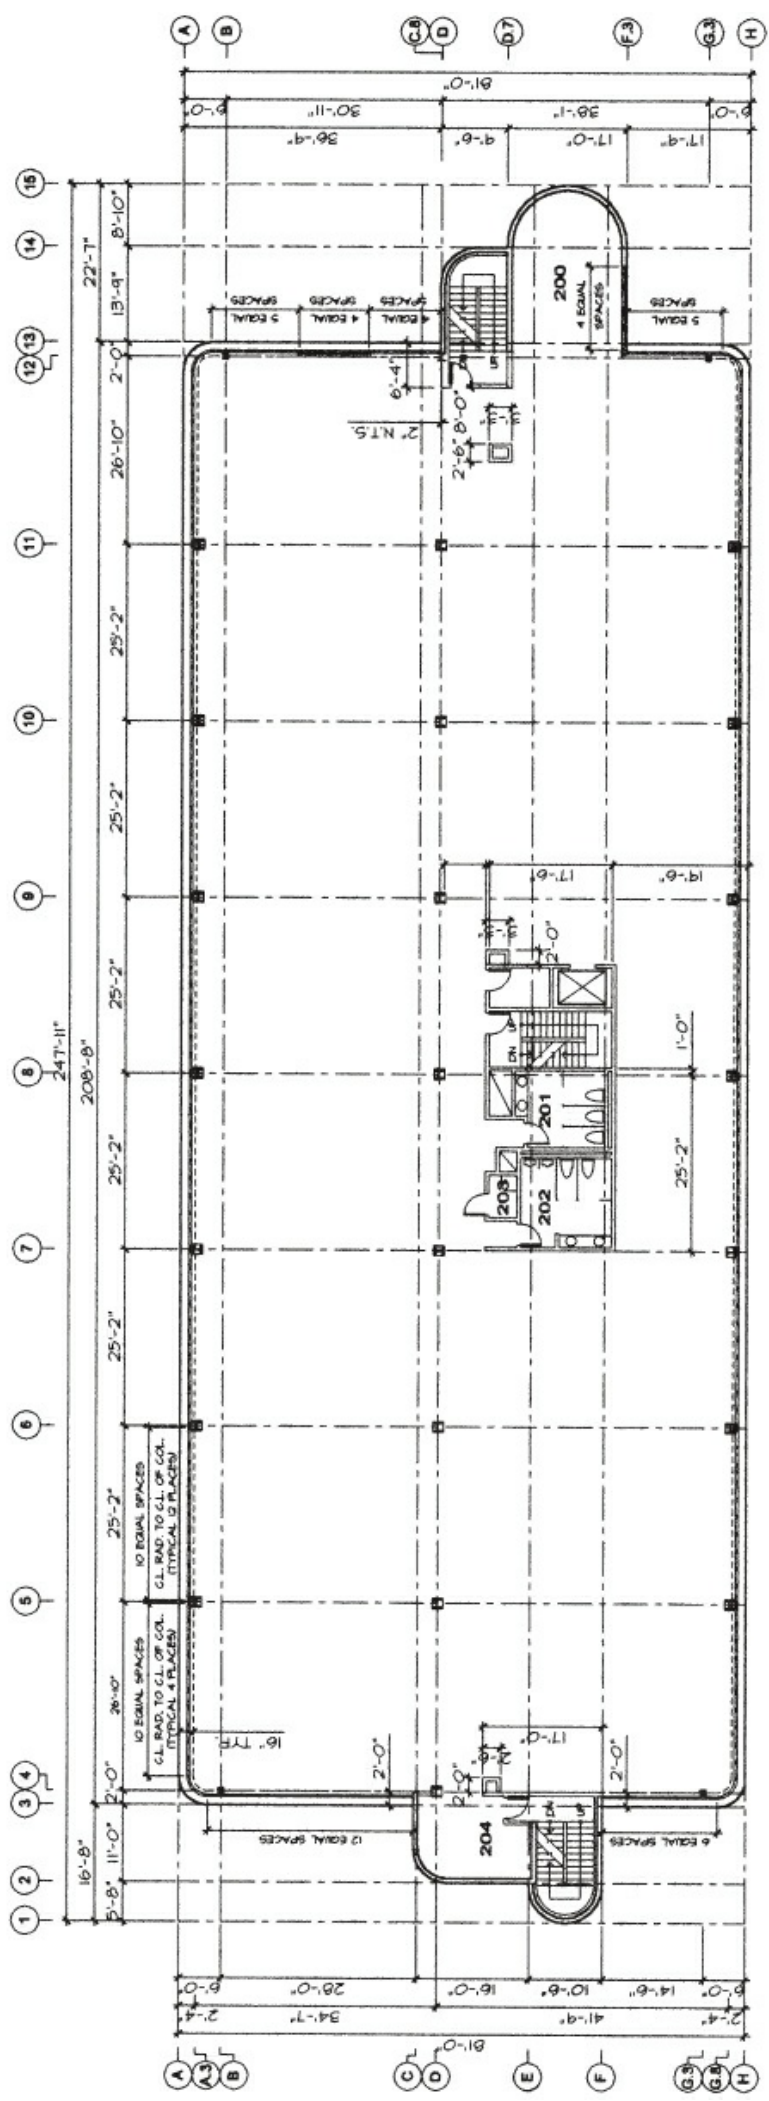 A
B
C.8
D
D.7
F.3
G.3
H
81'-0"
6'-0"
30'-11"
38'-1"
6'-0"
36'-9"
9'-6"
17'-0"
17'-9"
15
14
13
12
11
10
9
8
7
6
5
4
3
2
1
247'-11"
22'-7"
208'-8"
16'-8"
8'-10"
13'-9"
2'-0"
26'-10"
25'-2"
25'-2"
25'-2"
25'-2"
25'-2"
25'-2"
26'-10"
2'-0"
11'-0"
5'-8"
5 EQUAL
SPACES
4 EQUAL
SPACES
4 EQUAL
SPACES
200
4 EQUAL
SPACES
5 EQUAL
SPACES
DN
UP
6'-4"
2" N.T.S.
2'-6"
8'-0"
17'-6"
19'-6"
2'-0"
UP
DN
1'-0"
201
203
202
25'-2"
10 EQUAL SPACES
C.L. RAD. TO C.L. OF COL.
(TYPICAL 12 PLACES)
10 EQUAL SPACES
C.L. RAD. TO C.L. OF COL.
(TYPICAL 4 PLACES)
16" TYP.
17'-0"
2'-6"
2'-0"
2'-0"
2'-0"
12 EQUAL SPACES
204
DN
UP
6 EQUAL SPACES
6'-0"
28'-0"
16'-0"
10'-6"
14'-6"
6'-0"
2'-4"
34'-7"
41'-9"
2'-4"
81'-0"
A
A.3
B
C
D
E
F
G.3
G.8
H